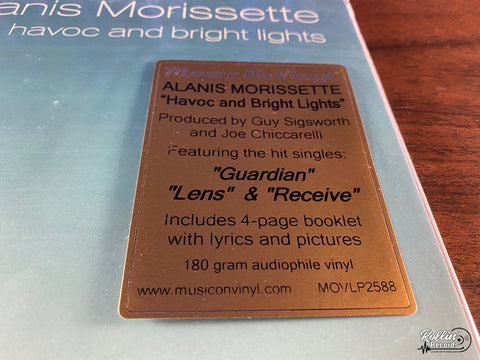 anis Morissette
havoc and bright lights
ALANIS MORISSETTE
"Havoc and Bright Lights"
Produced by Guy Sigsworth
and Joe Chiccarelli
Featuring the hit singles:
"Guardian"
"Lens" & "Receive"
Includes 4-page booklet
with lyrics and pictures
180 gram audiophile vinyl
www.musiconvinyl.com MOVLP2588
Rollin'
Records